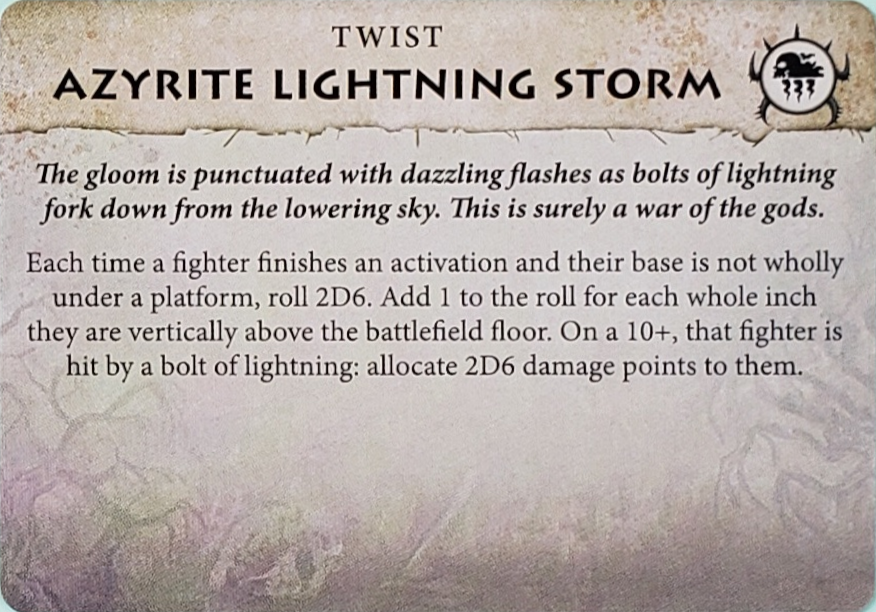 TWIST
AZYRITE LIGHTNING STORM
The gloom is punctuated with dazzling flashes as bolts of lightning
fork down from the lowering sky. This is surely a war of the gods.
Each time a fighter finishes an activation and their base is not wholly
under a platform, roll 2D6. Add 1 to the roll for each whole inch
they are vertically above the battlefield floor. On a 10+, that fighter is
hit by a bolt of lightning: allocate 2D6 damage points to them.